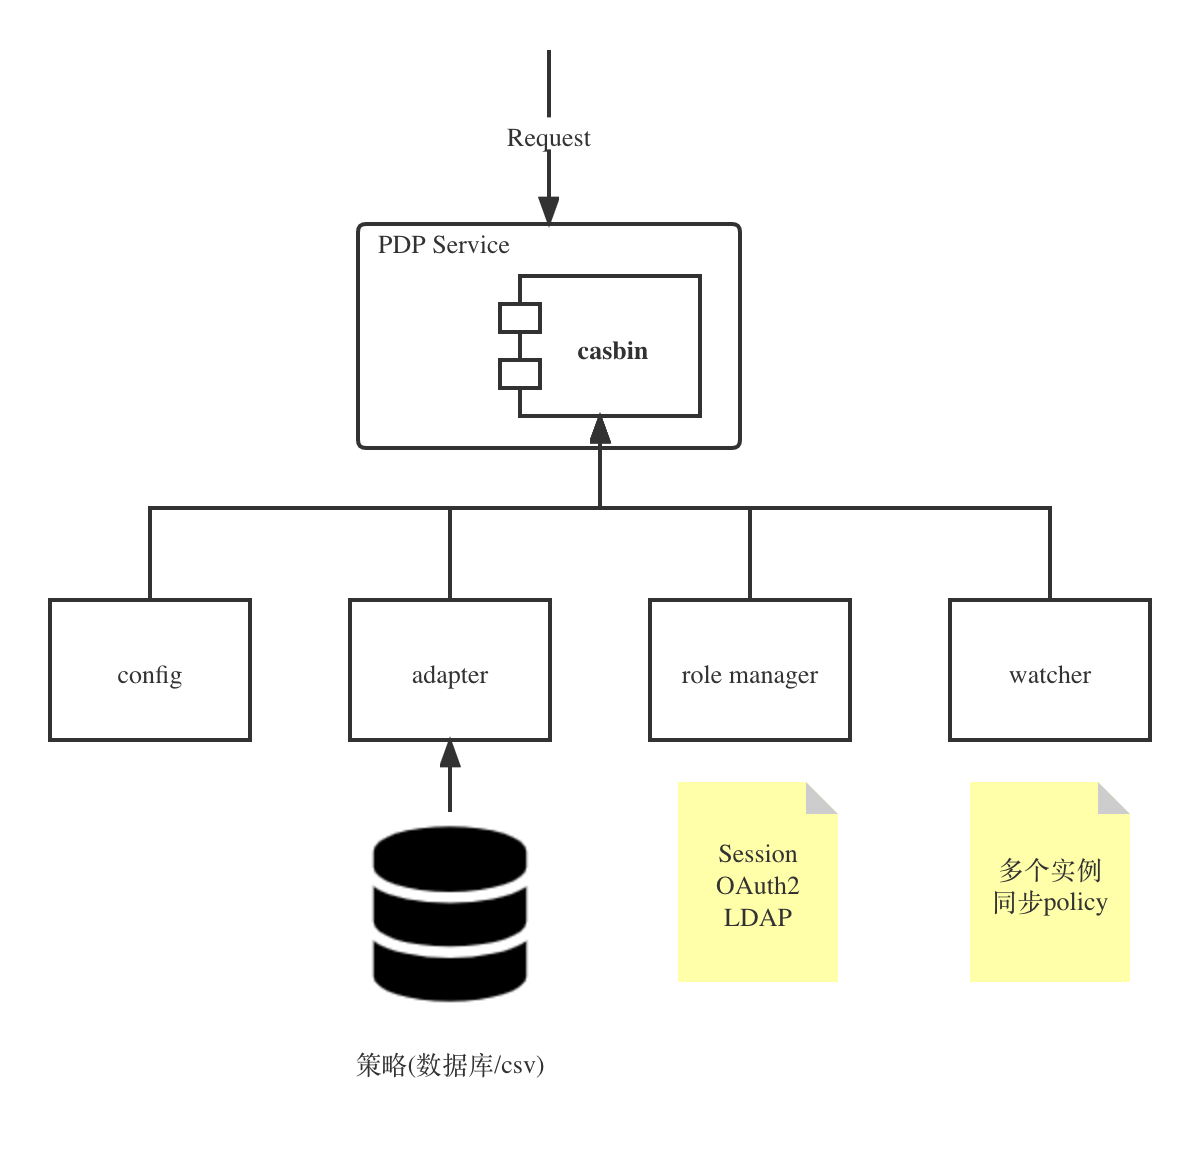 Request
PDP Service
casbin
config
adapter
role manager
watcher
Session
OAuth2
LDAP
多个实例
同步policy
策略(数据库/csv)